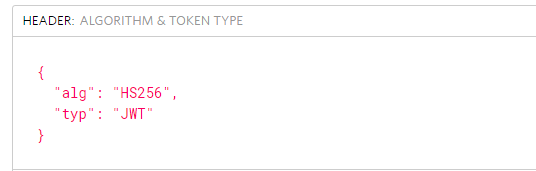 HEADER: ALGORITHM & TOKEN TYPE
{
  "alg": "HS256",
  "typ": "JWT"
}